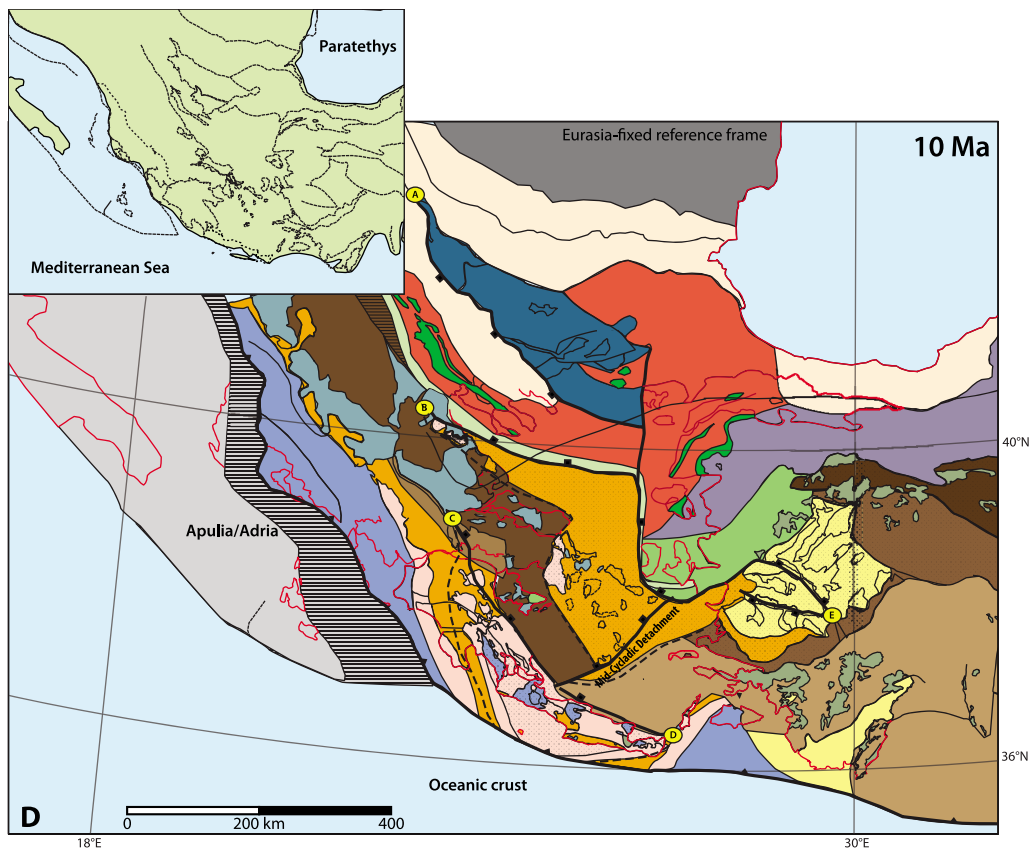 Paratethys
Mediterranean Sea
Eurasia-fixed reference frame
10 Ma
A
B
40°N
C
Apulia/Adria
E
Mid-Cycladic Detachment
D
36°N
Oceanic crust
D
0
200 km
400
18°E
30°E